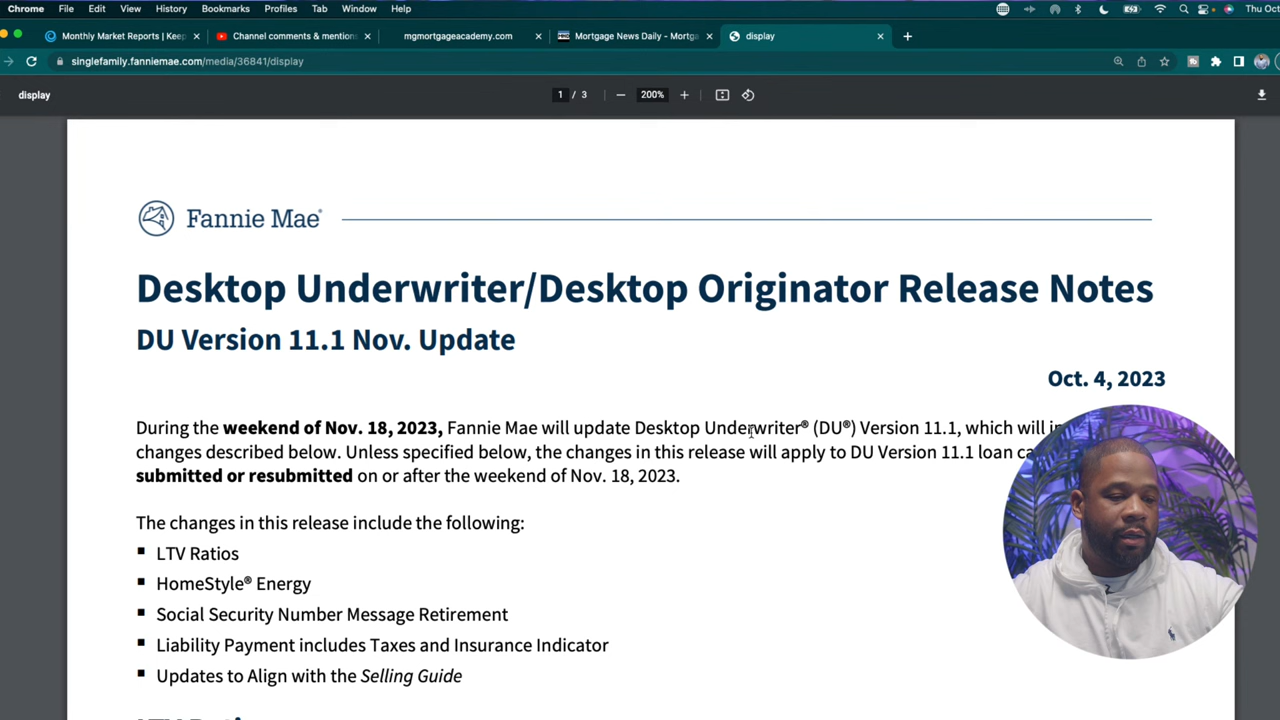 Chrome File Edit View History Bookmarks Profiles Tab Window Help Thu Oct
Monthly Market Reports | Keep Channel comments & mention mgmortgageacademy.com Mortgage News Daily - Mortga display
singlefamily.fanniemae.com/media/36841/display
display 1 / 3 200%
Fannie Mae®
Desktop Underwriter/Desktop Originator Release Notes
DU Version 11.1 Nov. Update
Oct. 4, 2023
During the weekend of Nov. 18, 2023, Fannie Mae will update Desktop Underwriter® (DU®) Version 11.1, which will
changes described below. Unless specified below, the changes in this release will apply to DU Version 11.1 loan
submitted or resubmitted on or after the weekend of Nov. 18, 2023.
The changes in this release include the following:
▪ LTV Ratios
▪ HomeStyle® Energy
▪ Social Security Number Message Retirement
▪ Liability Payment includes Taxes and Insurance Indicator
▪ Updates to Align with the Selling Guide